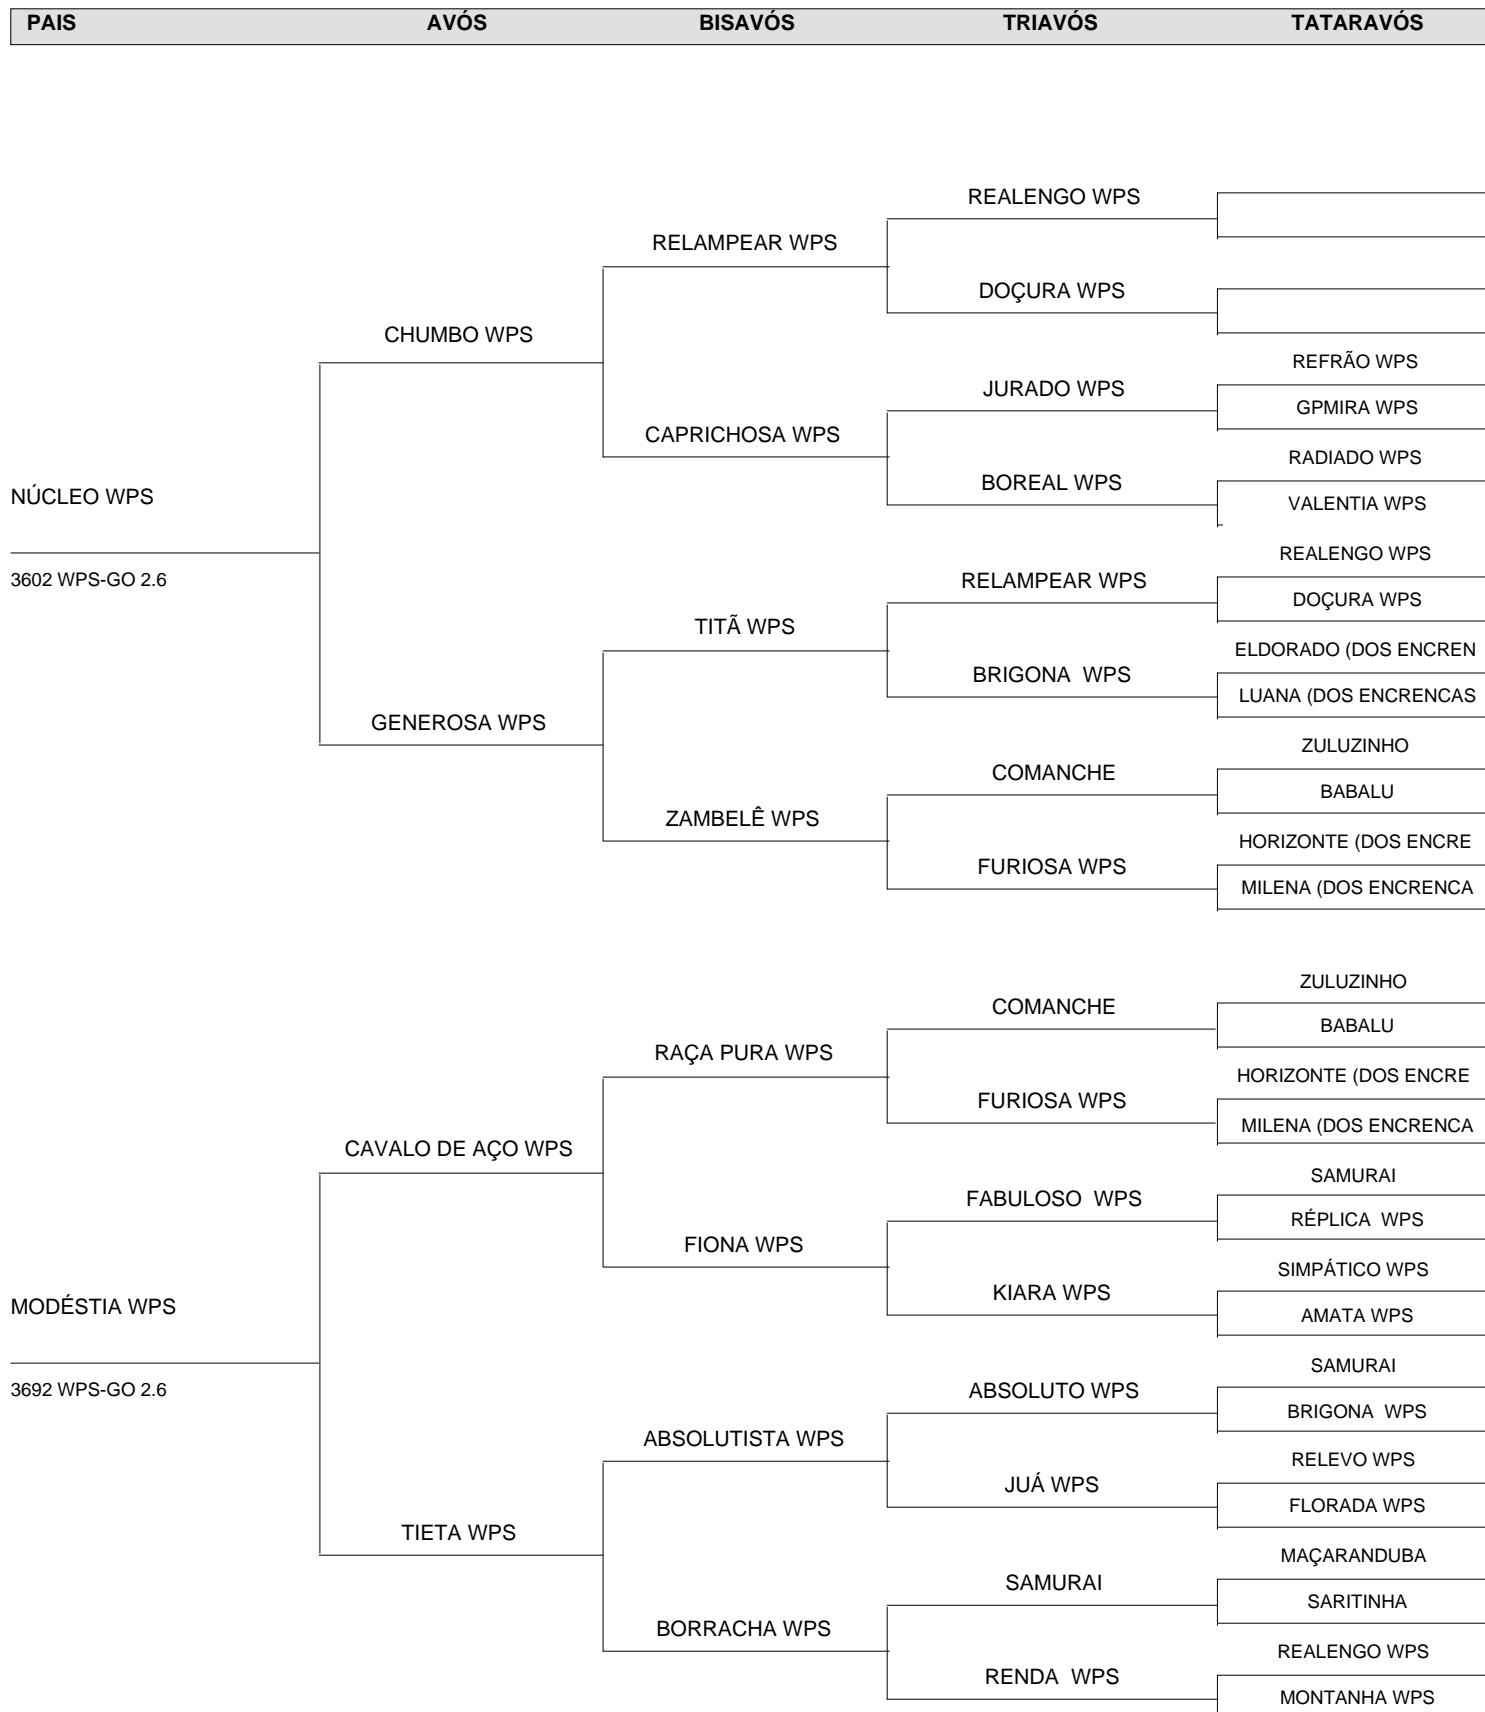 PAIS AVÓS BISAVÓS TRIAVÓS TATARAVÓS
REALENGO WPS
RELAMPEAR WPS
DOÇURA WPS
CHUMBO WPS
REFRÃO WPS
JURADO WPS
GPMIRA WPS
CAPRICHOSA WPS
RADIADO WPS
BOREAL WPS
NÚCLEO WPS
VALENTIA WPS
REALENGO WPS
3602 WPS-GO 2.6
RELAMPEAR WPS
DOÇURA WPS
TITÃ WPS
ELDORADO (DOS ENCREN
BRIGONA WPS
LUANA (DOS ENCRENCAS
GENEROSA WPS
ZULUZINHO
COMANCHE
BABALU
ZAMBELÊ WPS
HORIZONTE (DOS ENCRE
FURIOSA WPS
MILENA (DOS ENCRENCA
ZULUZINHO
COMANCHE
BABALU
RAÇA PURA WPS
HORIZONTE (DOS ENCRE
FURIOSA WPS
MILENA (DOS ENCRENCA
CAVALO DE AÇO WPS
SAMURAI
FABULOSO WPS
RÉPLICA WPS
FIONA WPS
SIMPÁTICO WPS
KIARA WPS
MODÉSTIA WPS
AMATA WPS
SAMURAI
3692 WPS-GO 2.6
ABSOLUTO WPS
BRIGONA WPS
ABSOLUTISTA WPS
RELEVO WPS
JUÁ WPS
FLORADA WPS
TIETA WPS
MAÇARANDUBA
SAMURAI
SARITINHA
BORRACHA WPS
REALENGO WPS
RENDA WPS
MONTANHA WPS